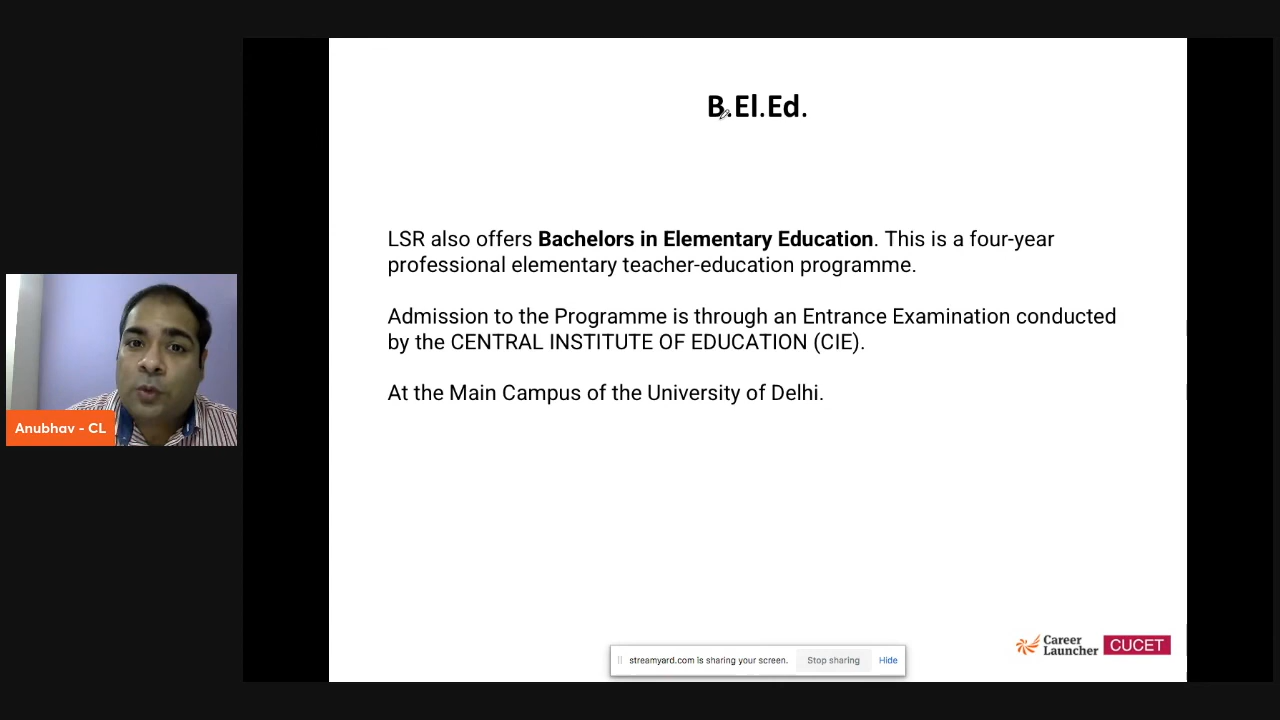 B.El.Ed.
LSR also offers Bachelors in Elementary Education. This is a four-year
professional elementary teacher-education programme.
Admission to the Programme is through an Entrance Examination conducted
by the CENTRAL INSTITUTE OF EDUCATION (CIE).
At the Main Campus of the University of Delhi.
Anubhav - CL
Career
Launcher
CUCET
streamyard.com is sharing your screen.
Stop sharing
Hide